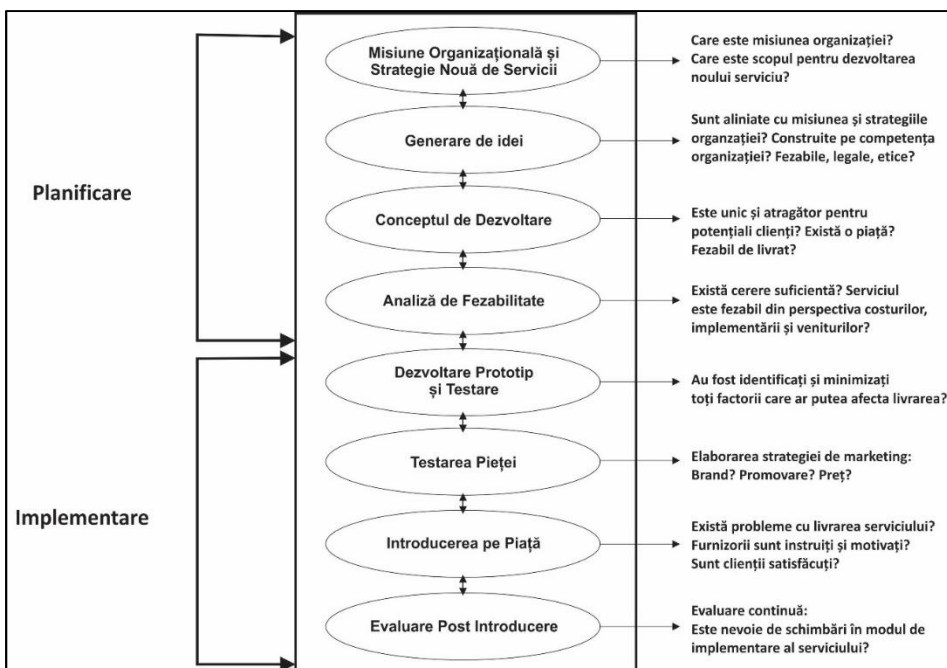 Misiune Organizațională și
Strategie Nouă de Servicii
Care este misiunea organizației?
Care este scopul pentru dezvoltarea
noului serviciu?
Generare de idei
Sunt aliniate cu misiunea și strategiile
organzației? Construite pe competența
organizației? Fezabile, legale, etice?
Planificare
Conceptul de Dezvoltare
Este unic și atragător pentru
potențiali clienți? Există o piață?
Fezabil de livrat?
Analiză de Fezabilitate
Există cerere suficientă? Serviciul
este fezabil din perspectiva costurilor,
implementării și veniturilor?
Dezvoltare Prototip
și Testare
Au fost identificați și minimizați
toți factorii care ar putea afecta livrarea?
Testarea Pieței
Elaborarea strategiei de marketing:
Brand? Promovare? Preț?
Implementare
Introducerea pe Piață
Există probleme cu livrarea serviciului?
Furnizorii sunt instruiți și motivați?
Sunt clienții satisfăcuți?
Evaluare Post Introducere
Evaluare continuă:
Este nevoie de schimbări în modul de
implementare al serviciului?